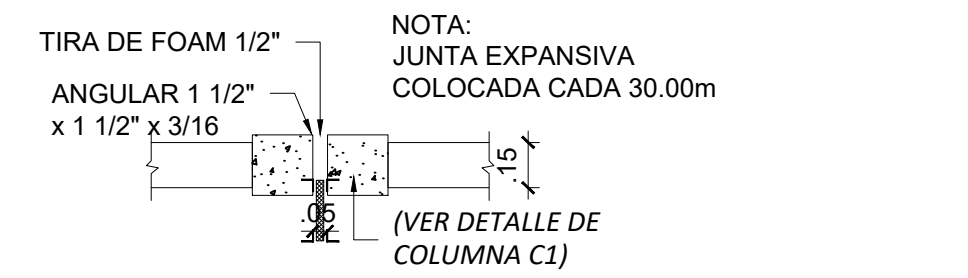 TIRA DE FOAM 1/2"
ANGULAR 1 1/2"
x 1 1/2" x 3/16
NOTA:
JUNTA EXPANSIVA
COLOCADA CADA 30.00m
.15
.05
(VER DETALLE DE
COLUMNA C1)